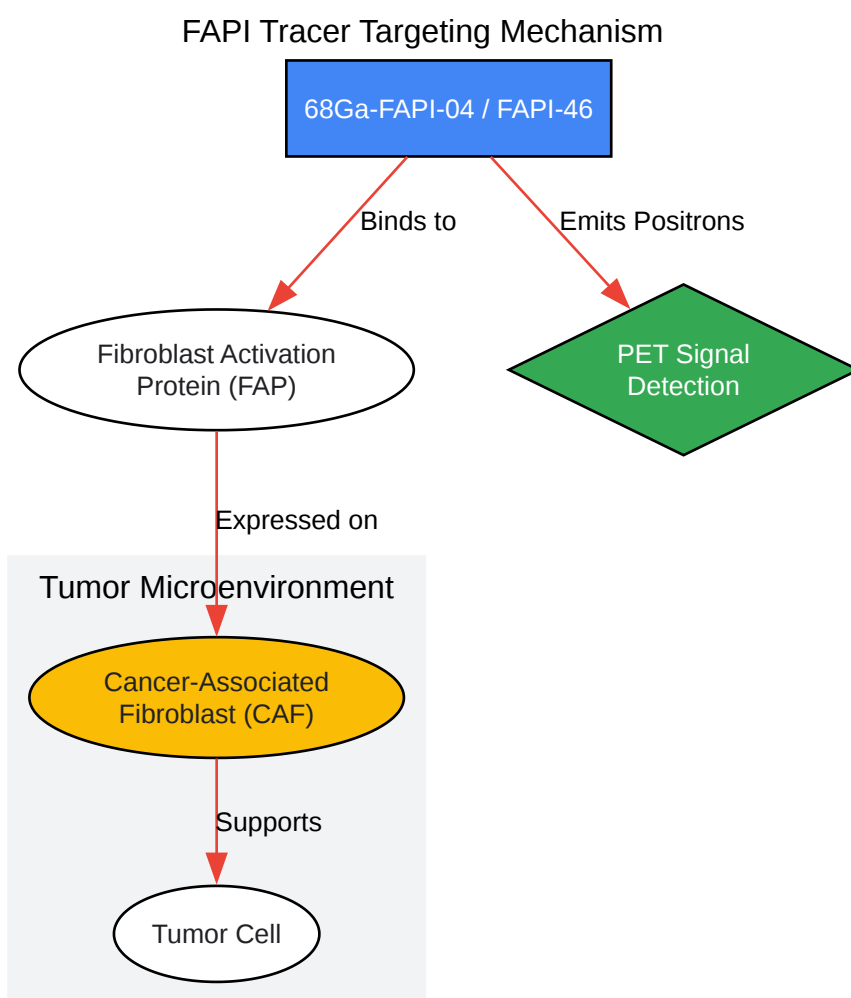 FAPI Tracer Targeting Mechanism
68Ga-FAPI-04 / FAPI-46
Binds to
Emits Positrons
Fibroblast Activation
Protein (FAP)
PET Signal
Detection
Expressed on
Tumor Microenvironment
Cancer-Associated
Fibroblast (CAF)
Supports
Tumor Cell